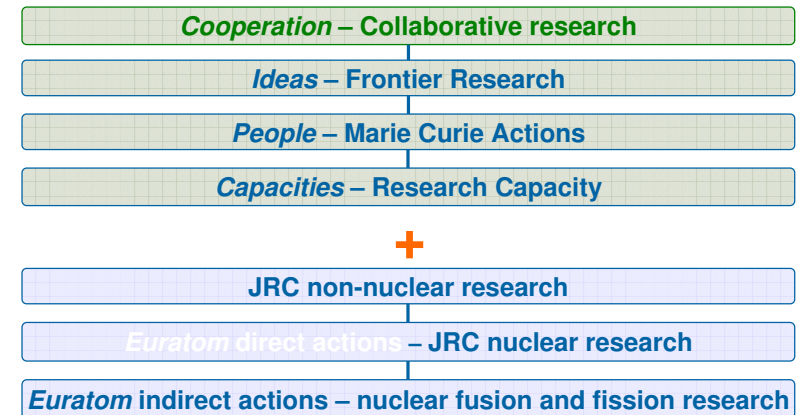 Cooperation – Collaborative research
Ideas – Frontier Research
People – Marie Curie Actions
Capacities – Research Capacity
+
JRC non-nuclear research
Euratom direct actions – JRC nuclear research
Euratom indirect actions – nuclear fusion and fission research